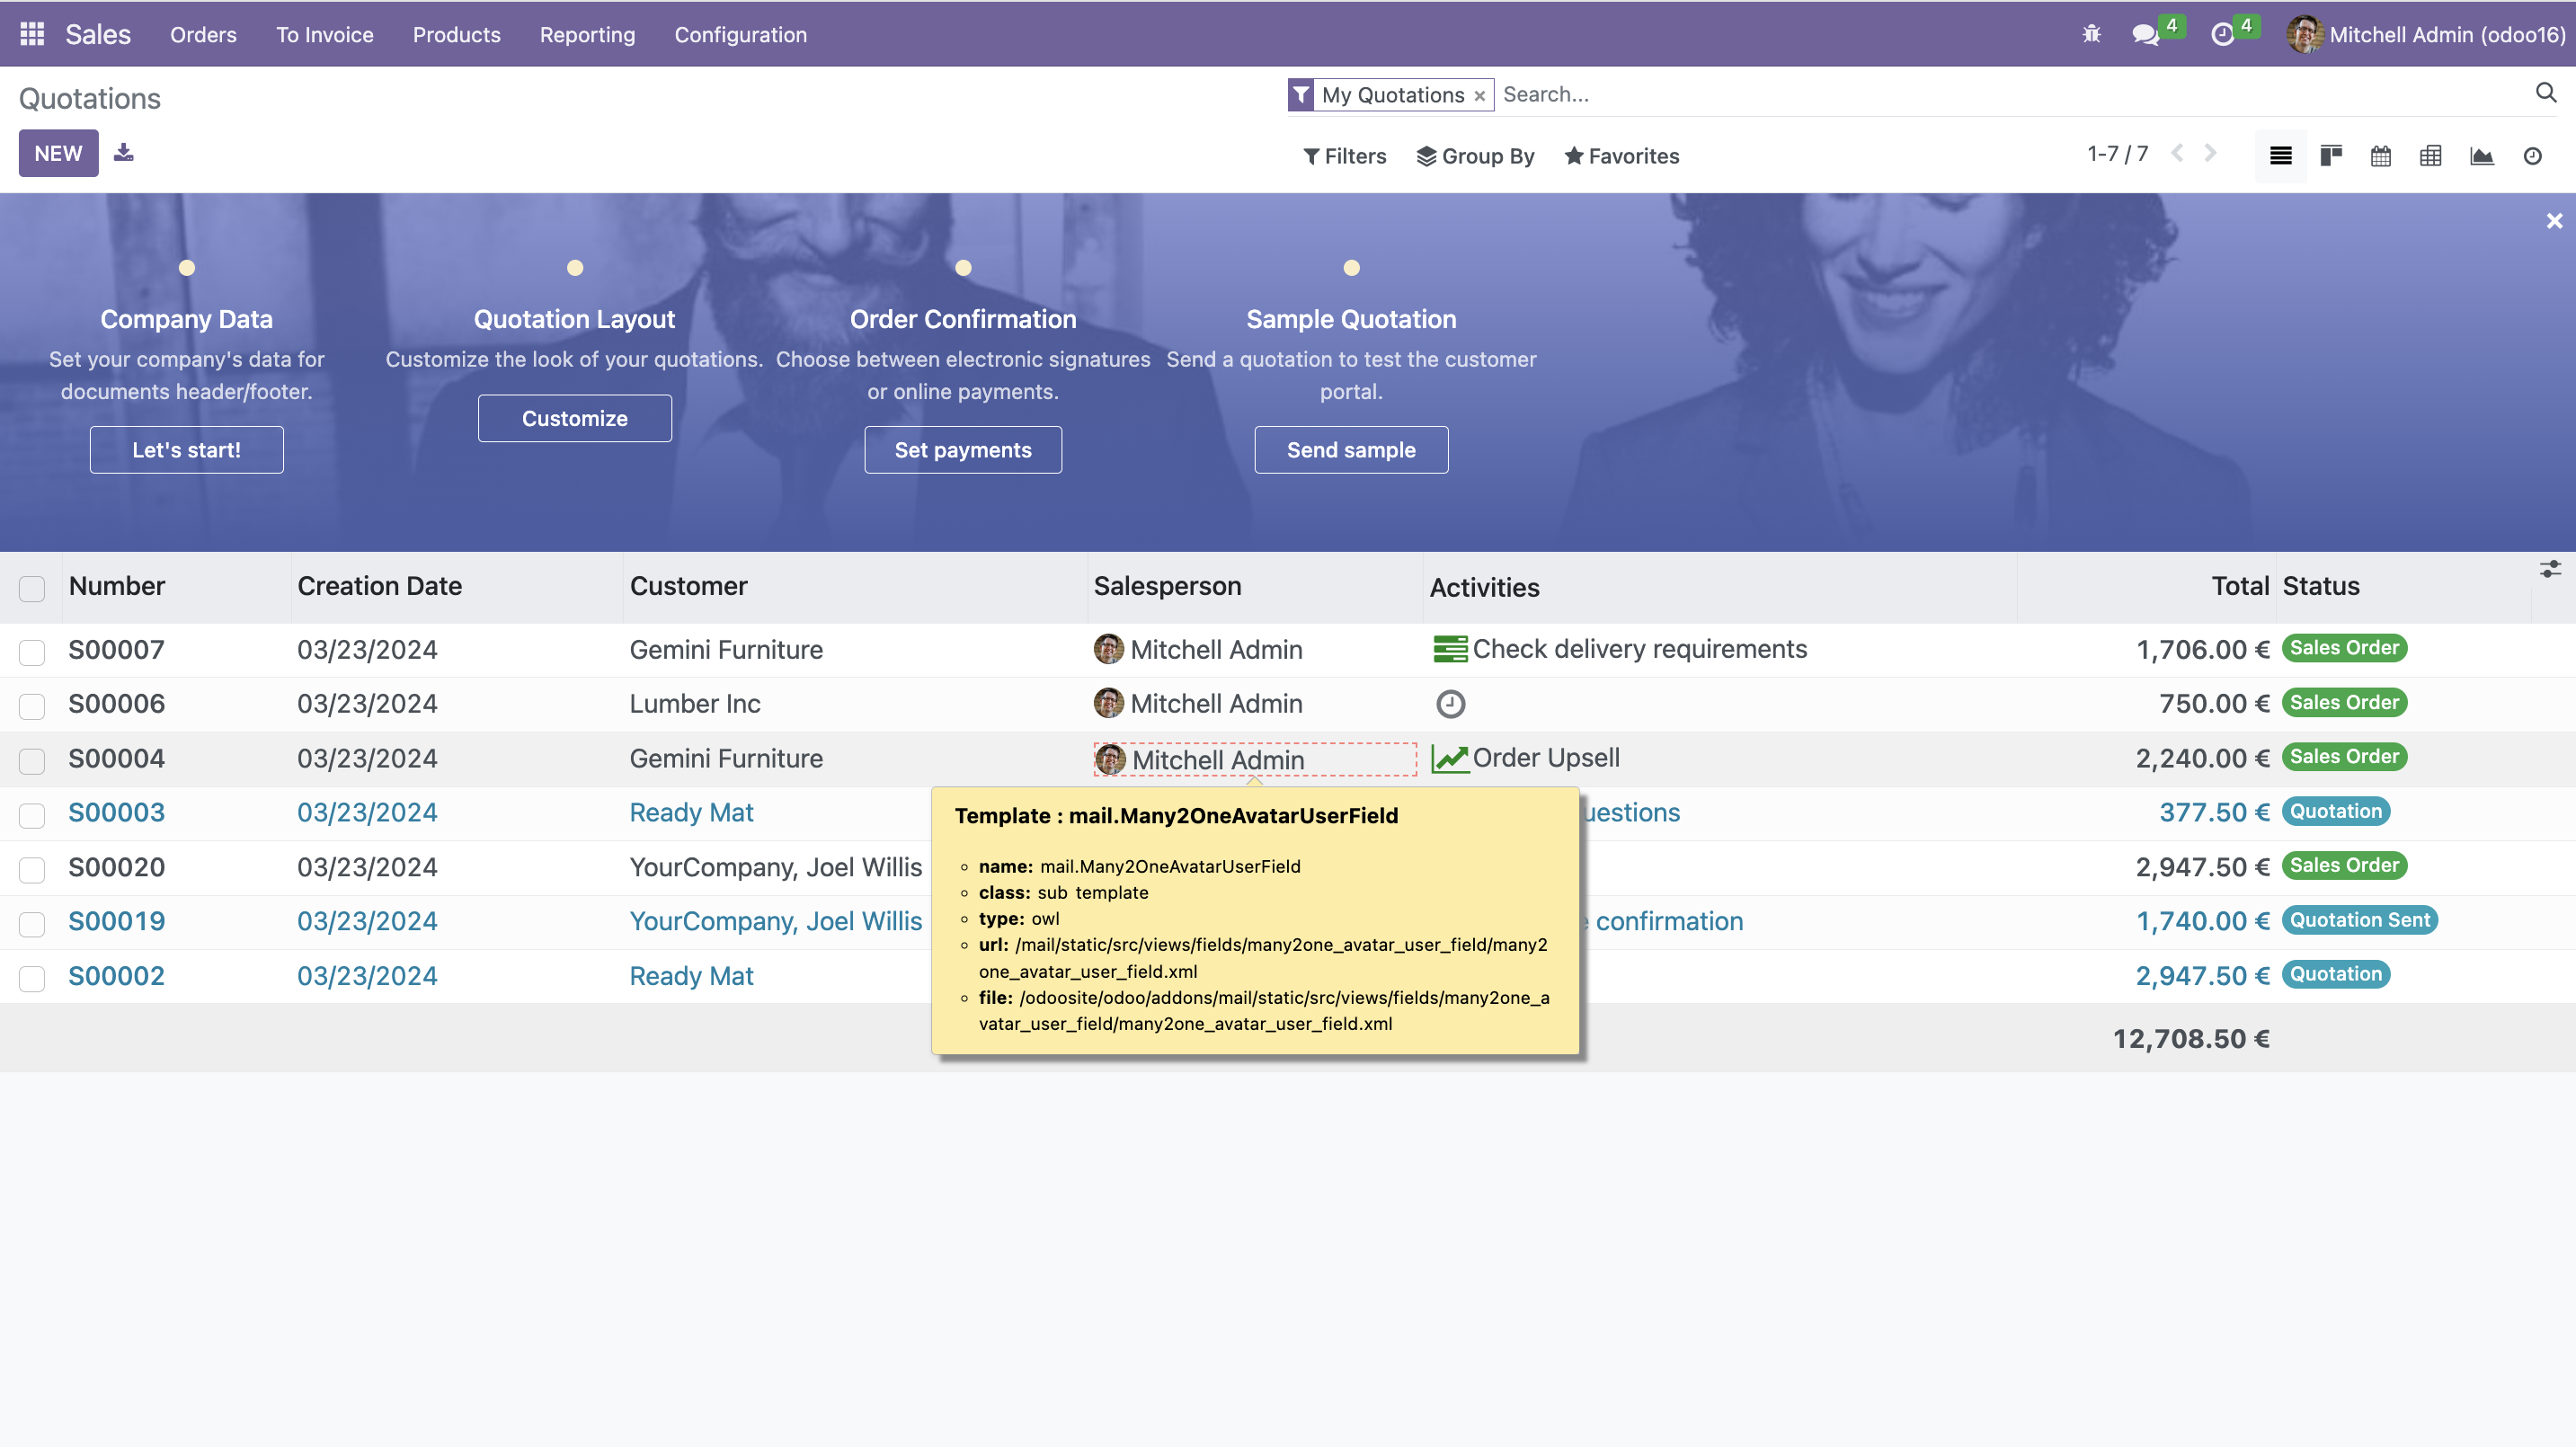 Sales Orders To Invoice Products Reporting Configuration 4 4 Mitchell Admin (odoo16)
Quotations My Quotations × Search...
NEW Filters Group By Favorites 1-7 / 7
Company Data
Set your company's data for
documents header/footer.
Let's start!
Quotation Layout
Customize the look of your quotations.
Customize
Order Confirmation
Choose between electronic signatures
or online payments.
Set payments
Sample Quotation
Send a quotation to test the customer
portal.
Send sample
Number Creation Date Customer Salesperson Activities Total Status
S00007 03/23/2024 Gemini Furniture Mitchell Admin Check delivery requirements 1,706.00 € Sales Order
S00006 03/23/2024 Lumber Inc Mitchell Admin 750.00 € Sales Order
S00004 03/23/2024 Gemini Furniture Mitchell Admin Order Upsell 2,240.00 € Sales Order
S00003 03/23/2024 Ready Mat uestions 377.50 € Quotation
S00020 03/23/2024 YourCompany, Joel Willis 2,947.50 € Sales Order
S00019 03/23/2024 YourCompany, Joel Willis confirmation 1,740.00 € Quotation Sent
S00002 03/23/2024 Ready Mat 2,947.50 € Quotation
12,708.50 €
Template : mail.Many2OneAvatarUserField
name: mail.Many2OneAvatarUserField
class: sub template
type: owl
url: /mail/static/src/views/fields/many2one_avatar_user_field/many2
one_avatar_user_field.xml
file: /odoosite/odoo/addons/mail/static/src/views/fields/many2one_a
vatar_user_field/many2one_avatar_user_field.xml